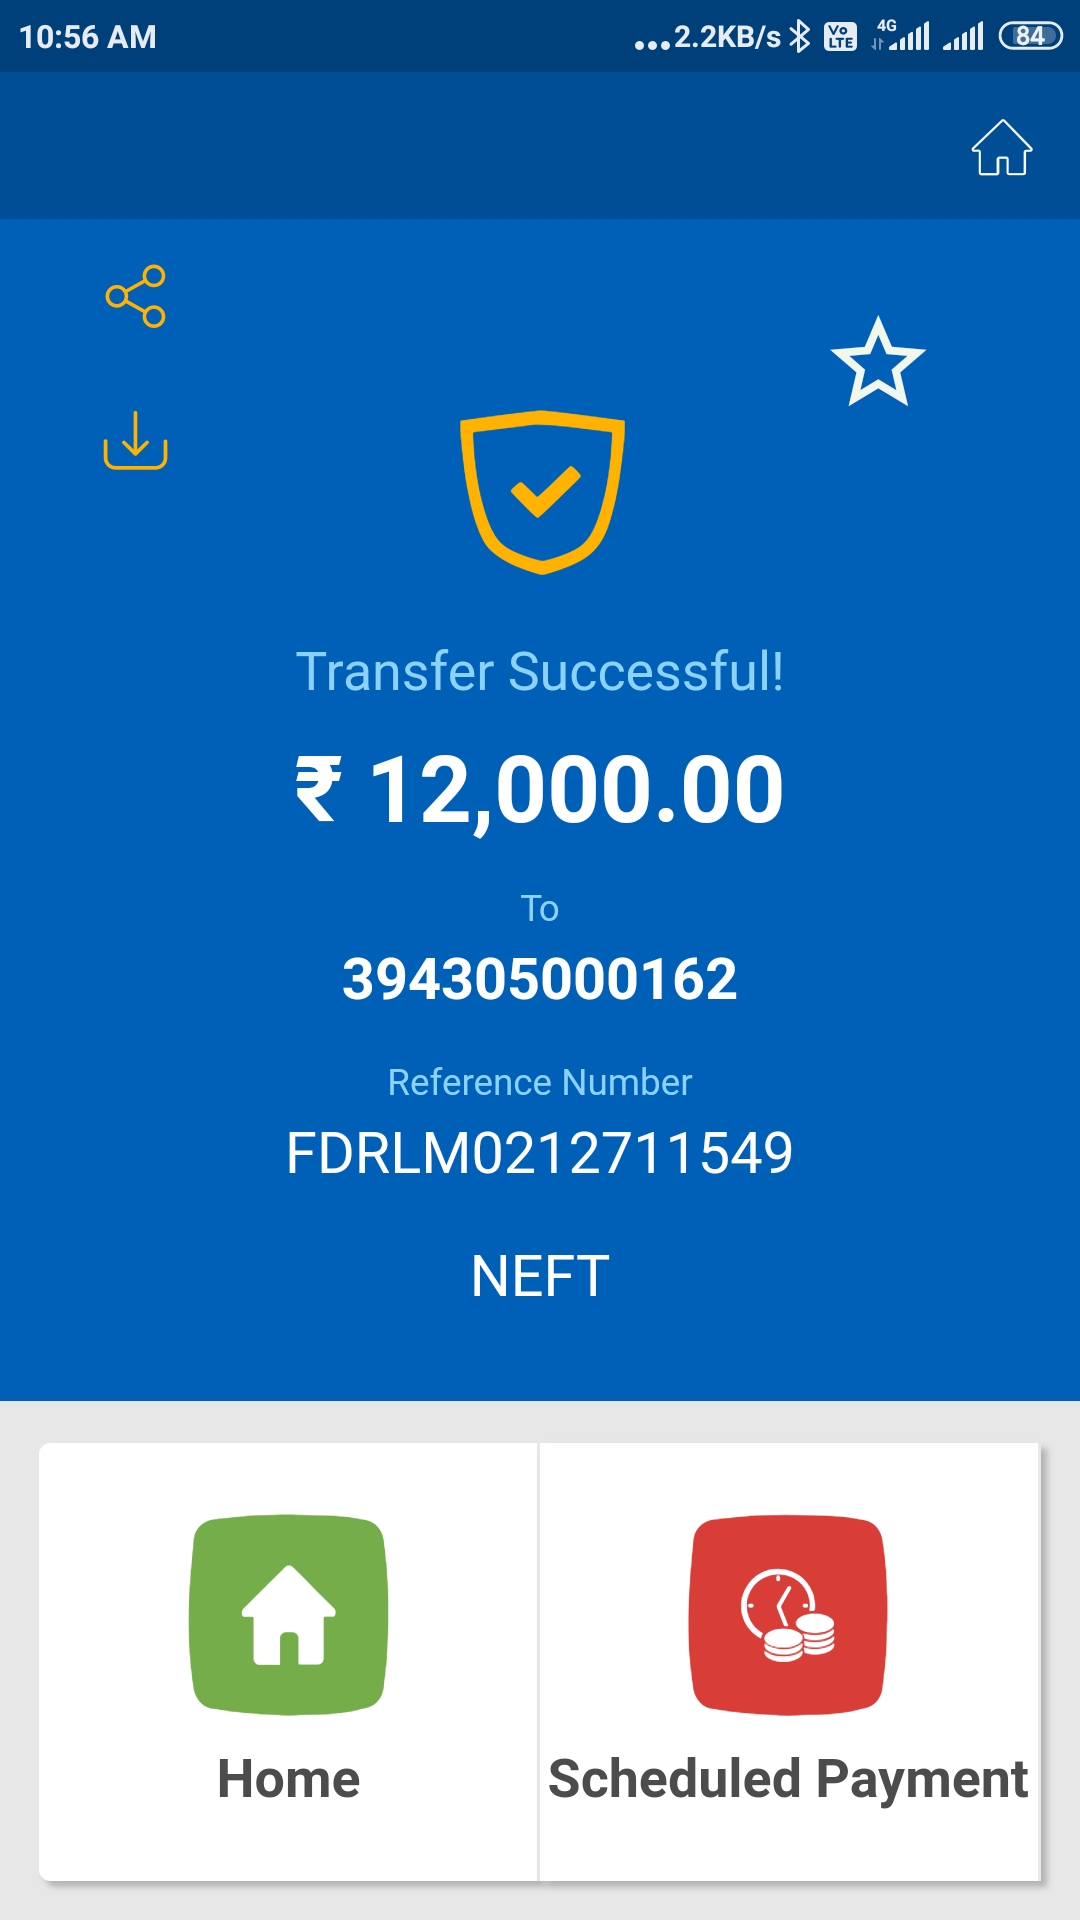 10:56 AM
...2.2KB/s Vo LTE 4G 84
Transfer Successful!
₹ 12,000.00
To
394305000162
Reference Number
FDRLM0212711549
NEFT
Home
Scheduled Payment